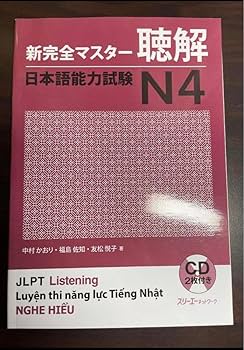 新完全マスター 聴解
日本語能力試験 N4
中村 かおり・福島 佐知・友松 悦子 著
CD
2枚付き
JLPT Listening
Luyện thi năng lực Tiếng Nhật
NGHE HIỂU
スリーエーネットワーク